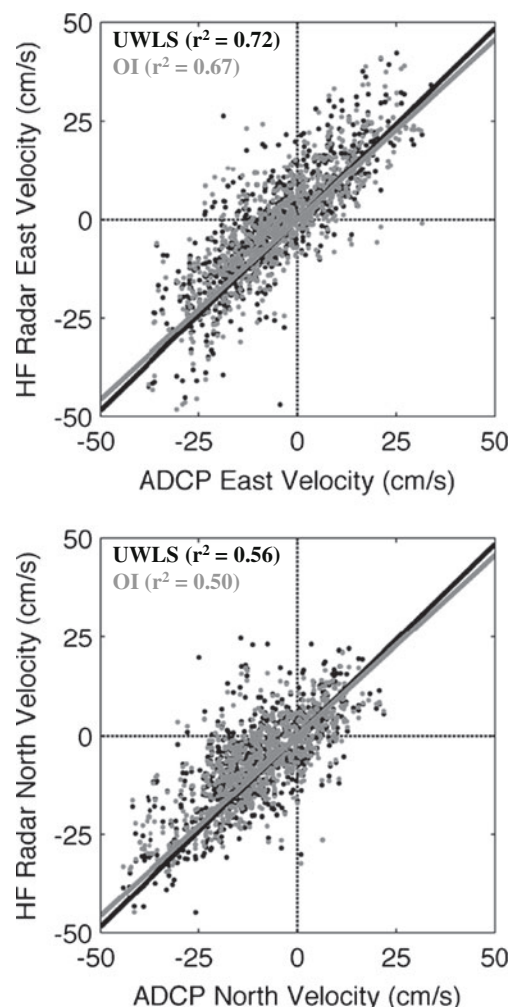 50
UWLS (r² = 0.72)
OI (r² = 0.67)
25
0
-25
-50
HF Radar East Velocity (cm/s)
-50 -25 0 25 50
ADCP East Velocity (cm/s)
50
UWLS (r² = 0.56)
OI (r² = 0.50)
25
0
-25
-50
HF Radar North Velocity (cm/s)
-50 -25 0 25 50
ADCP North Velocity (cm/s)